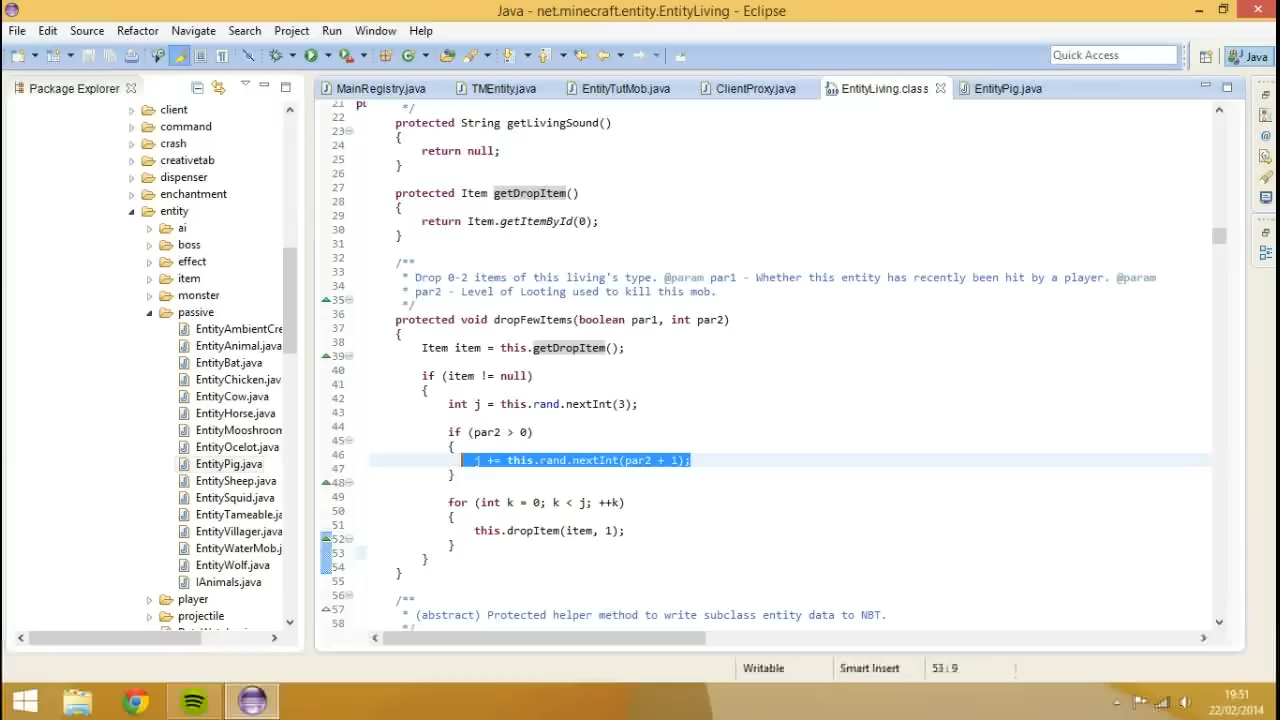 Java - net.minecraft.entity.EntityLiving - Eclipse
File Edit Source Refactor Navigate Search Project Run Window Help
Quick Access
Java
Package Explorer
MainRegistry.java TMEntity.java EntityTutMob.java ClientProxy.java EntityLiving.class EntityPig.java
client
command
crash
creativetab
dispenser
enchantment
entity
ai
boss
effect
item
monster
passive
EntityAmbientCre
EntityAnimal.java
EntityBat.java
EntityChicken.jav
EntityCow.java
EntityHorse.java
EntityMooshroom
EntityOcelot.java
EntityPig.java
EntitySheep.java
EntitySquid.java
EntityTameable.ja
EntityVillager.java
EntityWaterMob.j
EntityWolf.java
IAnimals.java
player
projectile
21
22 */
23 protected String getLivingSound()
24 {
25 return null;
26 }
27
28 protected Item getDropItem()
29 {
30 return Item.getItemById(0);
31 }
32
33 /**
34 * Drop 0-2 items of this living's type. @param par1 - Whether this entity has recently been hit by a player. @param
35 * par2 - Level of Looting used to kill this mob.
36 */
37 protected void dropFewItems(boolean par1, int par2)
38 {
39 Item item = this.getDropItem();
40
41 if (item != null)
42 {
43 int j = this.rand.nextInt(3);
44
45 if (par2 > 0)
46 {
47 j += this.rand.nextInt(par2 + 1);
48 }
49
50 for (int k = 0; k < j; ++k)
51 {
52 this.dropItem(item, 1);
53 }
54 }
55 }
56
57 /**
58 * (abstract) Protected helper method to write subclass entity data to NBT.
*/
Writable Smart Insert 53:9
19:51
22/02/2014